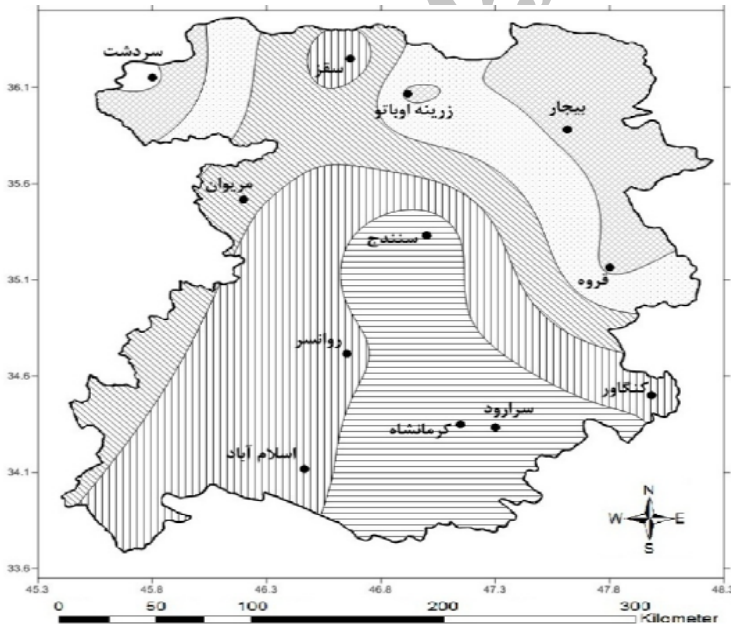 سردشت
سقز
36.1
زرینه اوباتو
بیجار
35.6
مریوان
سنندج
35.1
قروه
روانسر
34.6
کنگاور
سرارود
کرمانشاه
اسلام آباد
34.1
N
W E
S
33.6
45.3 45.8 46.3 46.8 47.3 47.8 48.3
0 50 100 200 300
Kilometer